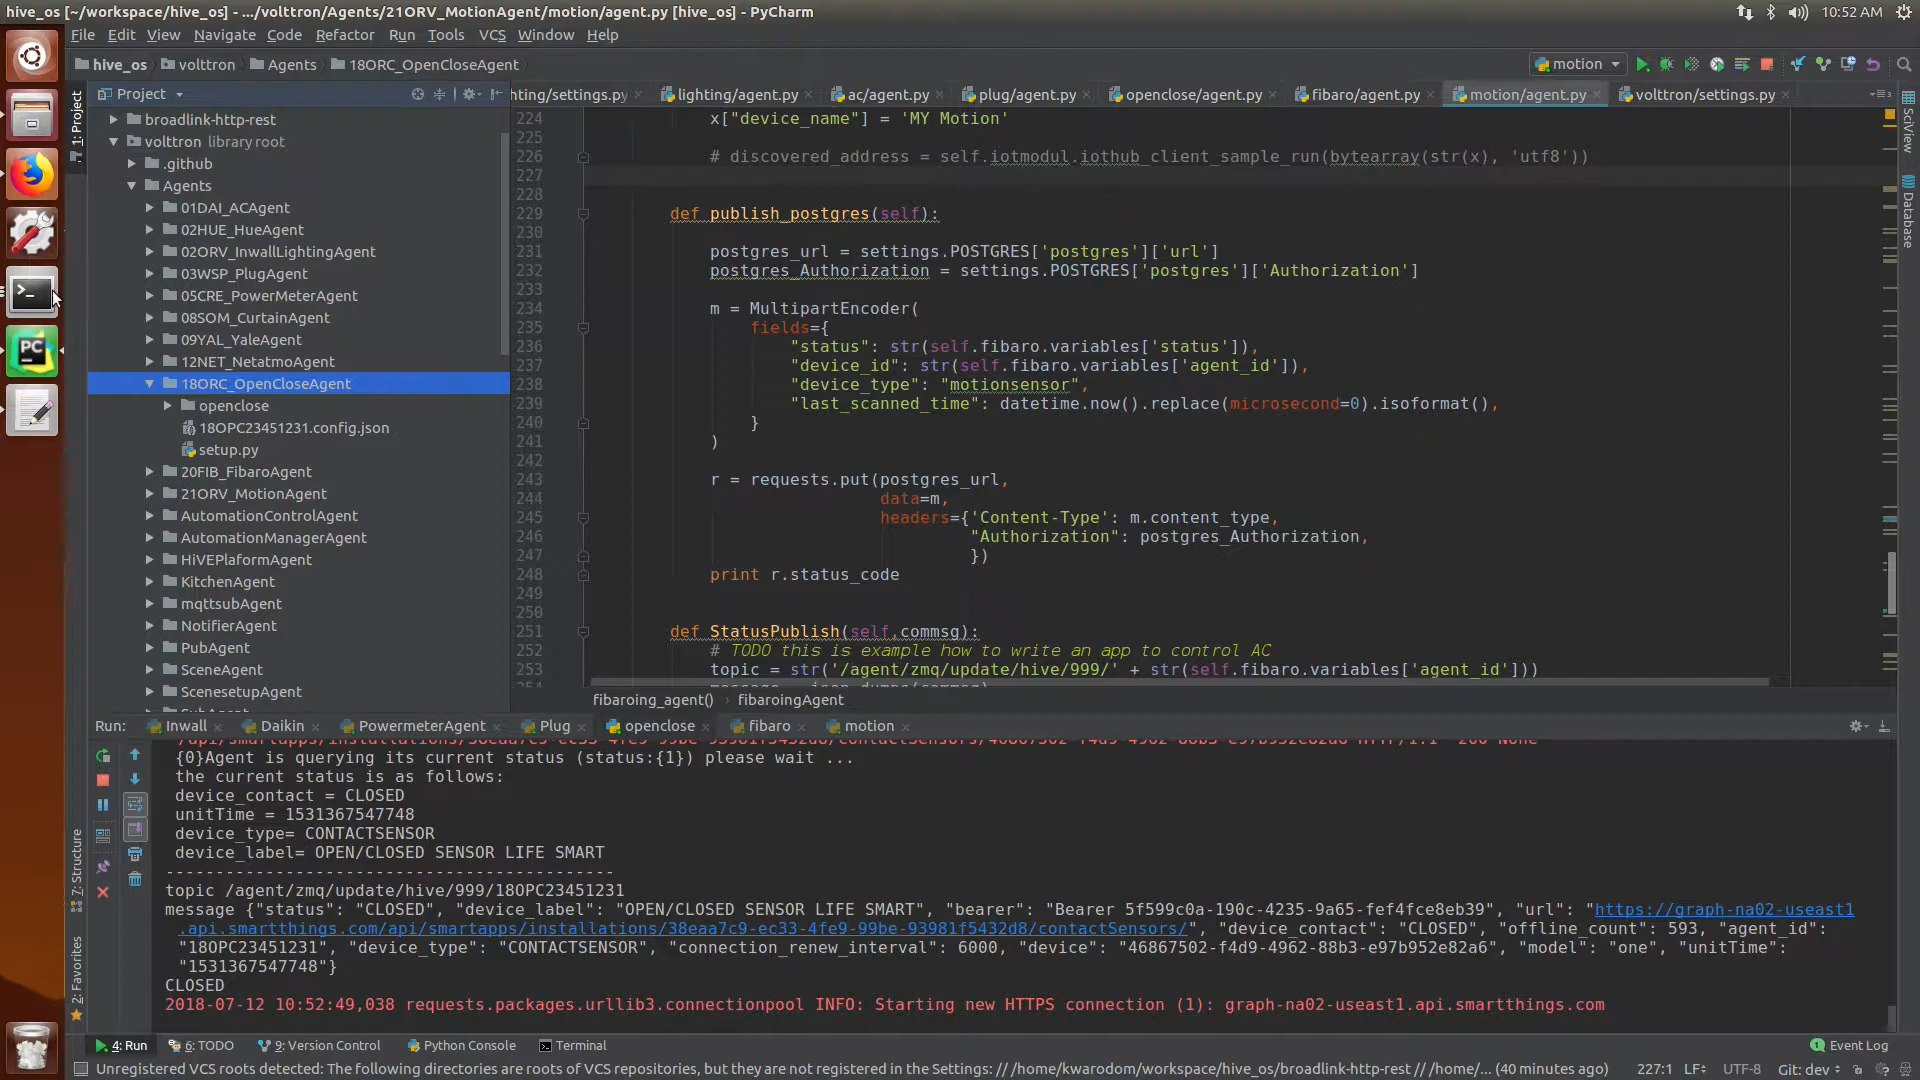 hive_os [~/workspace/hive_os] - .../volttron/Agents/21ORV_MotionAgent/motion/agent.py [hive_os] - PyCharm
10:52 AM
File Edit View Navigate Code Refactor Run Tools VCS Window Help
hive_os volttron Agents 18ORC_OpenCloseAgent
motion
Project
hting/settings.py lighting/agent.py ac/agent.py plug/agent.py openclose/agent.py fibaro/agent.py motion/agent.py volttron/settings.py
1: Project
7: Structure
2: Favorites
SciView
Database
broadlink-http-rest
volttron library root
.github
Agents
01DAI_ACAgent
02HUE_HueAgent
02ORV_InwallLightingAgent
03WSP_PlugAgent
05CRE_PowerMeterAgent
08SOM_CurtainAgent
09YAL_YaleAgent
12NET_NetatmoAgent
18ORC_OpenCloseAgent
openclose
18OPC23451231.config.json
setup.py
20FIB_FibaroAgent
21ORV_MotionAgent
AutomationControlAgent
AutomationManagerAgent
HiVEPlaformAgent
KitchenAgent
mqttsubAgent
NotifierAgent
PubAgent
SceneAgent
ScenesetupAgent
224 x["device_name"] = 'MY Motion'
225
226 # discovered_address = self.iotmodul.iothub_client_sample_run(bytearray(str(x), 'utf8'))
227
228
229 def publish_postgres(self):
230
231 postgres_url = settings.POSTGRES['postgres']['url']
232 postgres_Authorization = settings.POSTGRES['postgres']['Authorization']
233
234 m = MultipartEncoder(
235 fields={
236 "status": str(self.fibaro.variables['status']),
237 "device_id": str(self.fibaro.variables['agent_id']),
238 "device_type": "motionsensor",
239 "last_scanned_time": datetime.now().replace(microsecond=0).isoformat(),
240 }
241 )
242
243 r = requests.put(postgres_url,
244 data=m,
245 headers={'Content-Type': m.content_type,
246 "Authorization": postgres_Authorization,
247 })
248 print r.status_code
249
250
251 def StatusPublish(self,commsg):
252 # TODO this is example how to write an app to control AC
253 topic = str('/agent/zmq/update/hive/999/' + str(self.fibaro.variables['agent_id']))
fibaroing_agent() fibaroingAgent
Run: Inwall Daikin PowermeterAgent Plug openclose fibaro motion
{0}Agent is querying its current status (status:{1}) please wait ...
the current status is as follows:
device_contact = CLOSED
unitTime = 1531367547748
device_type= CONTACTSENSOR
device_label= OPEN/CLOSED SENSOR LIFE SMART
---------------------------------------------
topic /agent/zmq/update/hive/999/18OPC23451231
message {"status": "CLOSED", "device_label": "OPEN/CLOSED SENSOR LIFE SMART", "bearer": "Bearer 5f599c0a-190c-4235-9a65-fef4fce8eb39", "url": "https://graph-na02-useast1
.api.smartthings.com/api/smartapps/installations/38eaa7c9-ec33-4fe9-99be-93981f5432d8/contactSensors/", "device_contact": "CLOSED", "offline_count": 593, "agent_id":
"18OPC23451231", "device_type": "CONTACTSENSOR", "connection_renew_interval": 6000, "device": "46867502-f4d9-4962-88b3-e97b952e82a6", "model": "one", "unitTime":
"1531367547748"}
CLOSED
2018-07-12 10:52:49,038 requests.packages.urllib3.connectionpool INFO: Starting new HTTPS connection (1): graph-na02-useast1.api.smartthings.com
4: Run 6: TODO 9: Version Control Python Console Terminal 1 Event Log
Unregistered VCS roots detected: The following directories are roots of VCS repositories, but they are not registered in the Settings: // /home/kwarodom/workspace/hive_os/broadlink-http-rest // /home/... (40 minutes ago) 227:1 LF÷ UTF-8 Git: dev